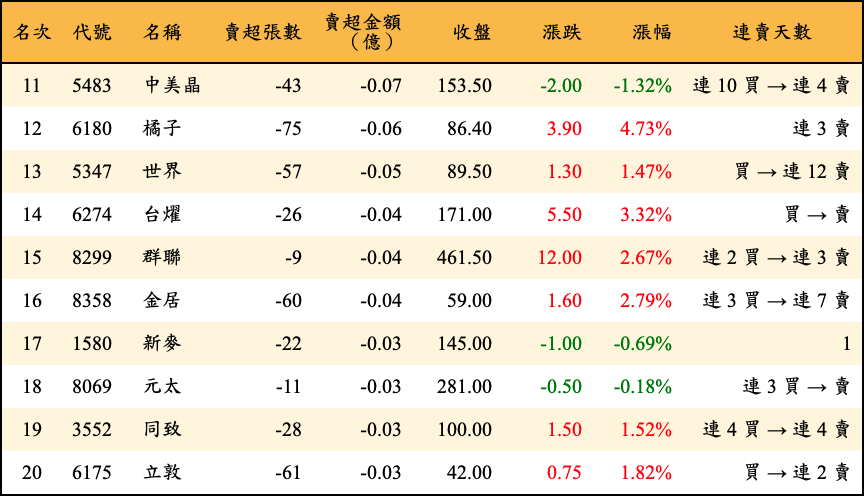 名次 代號 名稱 賣超張數 賣超金額（億） 收盤 漲跌 漲幅 連賣天數
11 5483 中美晶 -43 -0.07 153.50 -2.00 -1.32% 連 10 買 → 連 4 賣
12 6180 橘子 -75 -0.06 86.40 3.90 4.73% 連 3 賣
13 5347 世界 -57 -0.05 89.50 1.30 1.47% 買 → 連 12 賣
14 6274 台燿 -26 -0.04 171.00 5.50 3.32% 買 → 賣
15 8299 群聯 -9 -0.04 461.50 12.00 2.67% 連 2 買 → 連 3 賣
16 8358 金居 -60 -0.04 59.00 1.60 2.79% 連 3 買 → 連 7 賣
17 1580 新麥 -22 -0.03 145.00 -1.00 -0.69% 1
18 8069 元太 -11 -0.03 281.00 -0.50 -0.18% 連 3 買 → 賣
19 3552 同致 -28 -0.03 100.00 1.50 1.52% 連 4 買 → 連 4 賣
20 6175 立敦 -61 -0.03 42.00 0.75 1.82% 買 → 連 2 賣